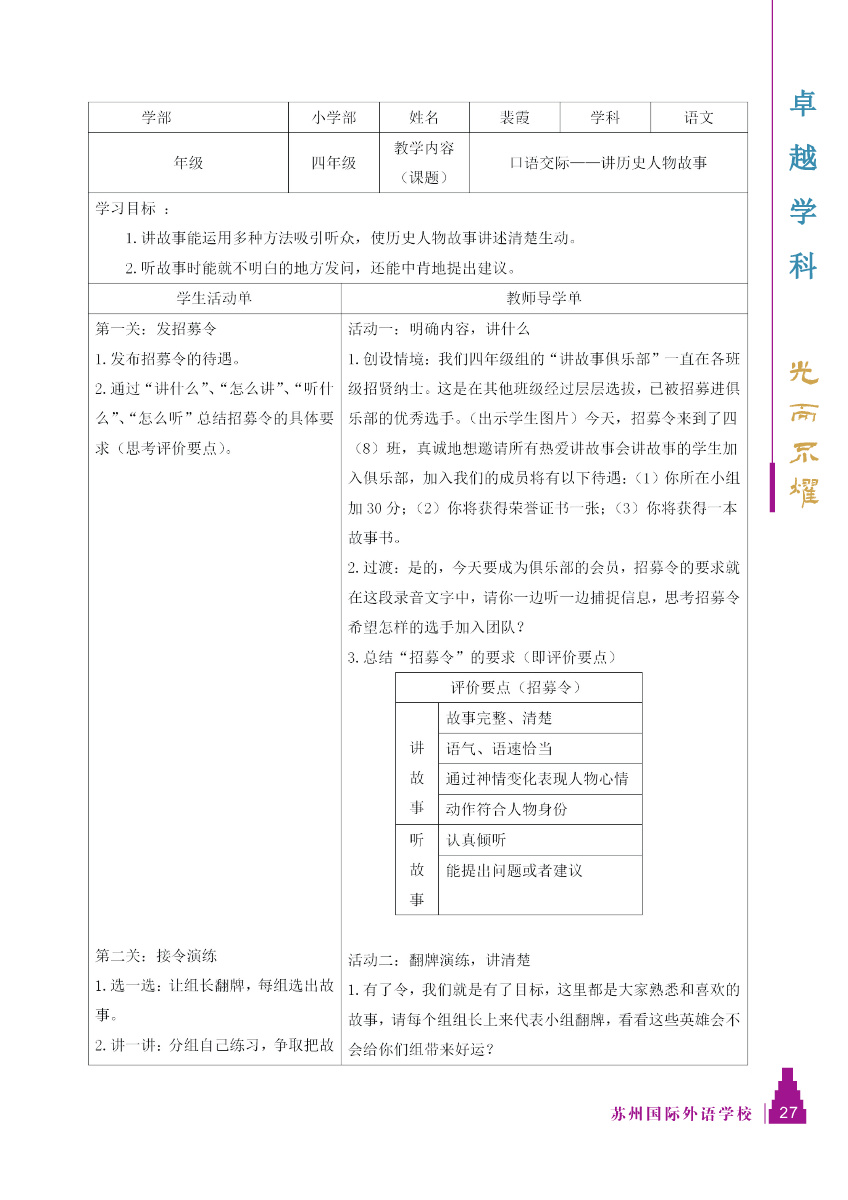 学部 小学部 姓名 裴霞 学科 语文
年级 四年级 教学内容（课题） 口语交际——讲历史人物故事
学习目标 ：
1.讲故事能运用多种方法吸引听众，使历史人物故事讲述清楚生动。
2.听故事时能就不明白的地方发问，还能中肯地提出建议。
学生活动单 教师导学单
第一关：发招募令
1.发布招募令的待遇。
2.通过“讲什么”、“怎么讲”、“听什
么”、“怎么听”总结招募令的具体要
求（思考评价要点）。
第二关：接令演练
1.选一选：让组长翻牌，每组选出故
事。
2.讲一讲：分组自己练习，争取把故
活动一：明确内容，讲什么
1.创设情境：我们四年级组的“讲故事俱乐部”一直在各班
级招贤纳士。这是在其他班级经过层层选拔，已被招募进俱
乐部的优秀选手。（出示学生图片）今天，招募令来到了四
（8）班，真诚地想邀请所有热爱讲故事会讲故事的学生加
入俱乐部，加入我们的成员将有以下待遇：（1）你所在小组
加 30 分；（2）你将获得荣誉证书一张；（3）你将获得一本
故事书。
2.过渡：是的，今天要成为俱乐部的会员，招募令的要求就
在这段录音文字中，请你一边听一边捕捉信息，思考招募令
希望怎样的选手加入团队？
3.总结“招募令”的要求（即评价要点）
评价要点（招募令）
讲故事
故事完整、清楚
语气、语速恰当
通过神情变化表现人物心情
动作符合人物身份
听故事
认真倾听
能提出问题或者建议
活动二：翻牌演练，讲清楚
1.有了令，我们就是有了目标，这里都是大家熟悉和喜欢的
故事，请每个组组长上来代表小组翻牌，看看这些英雄会不
会给你们组带来好运？
卓越学科
光而不耀
苏州国际外语学校 27